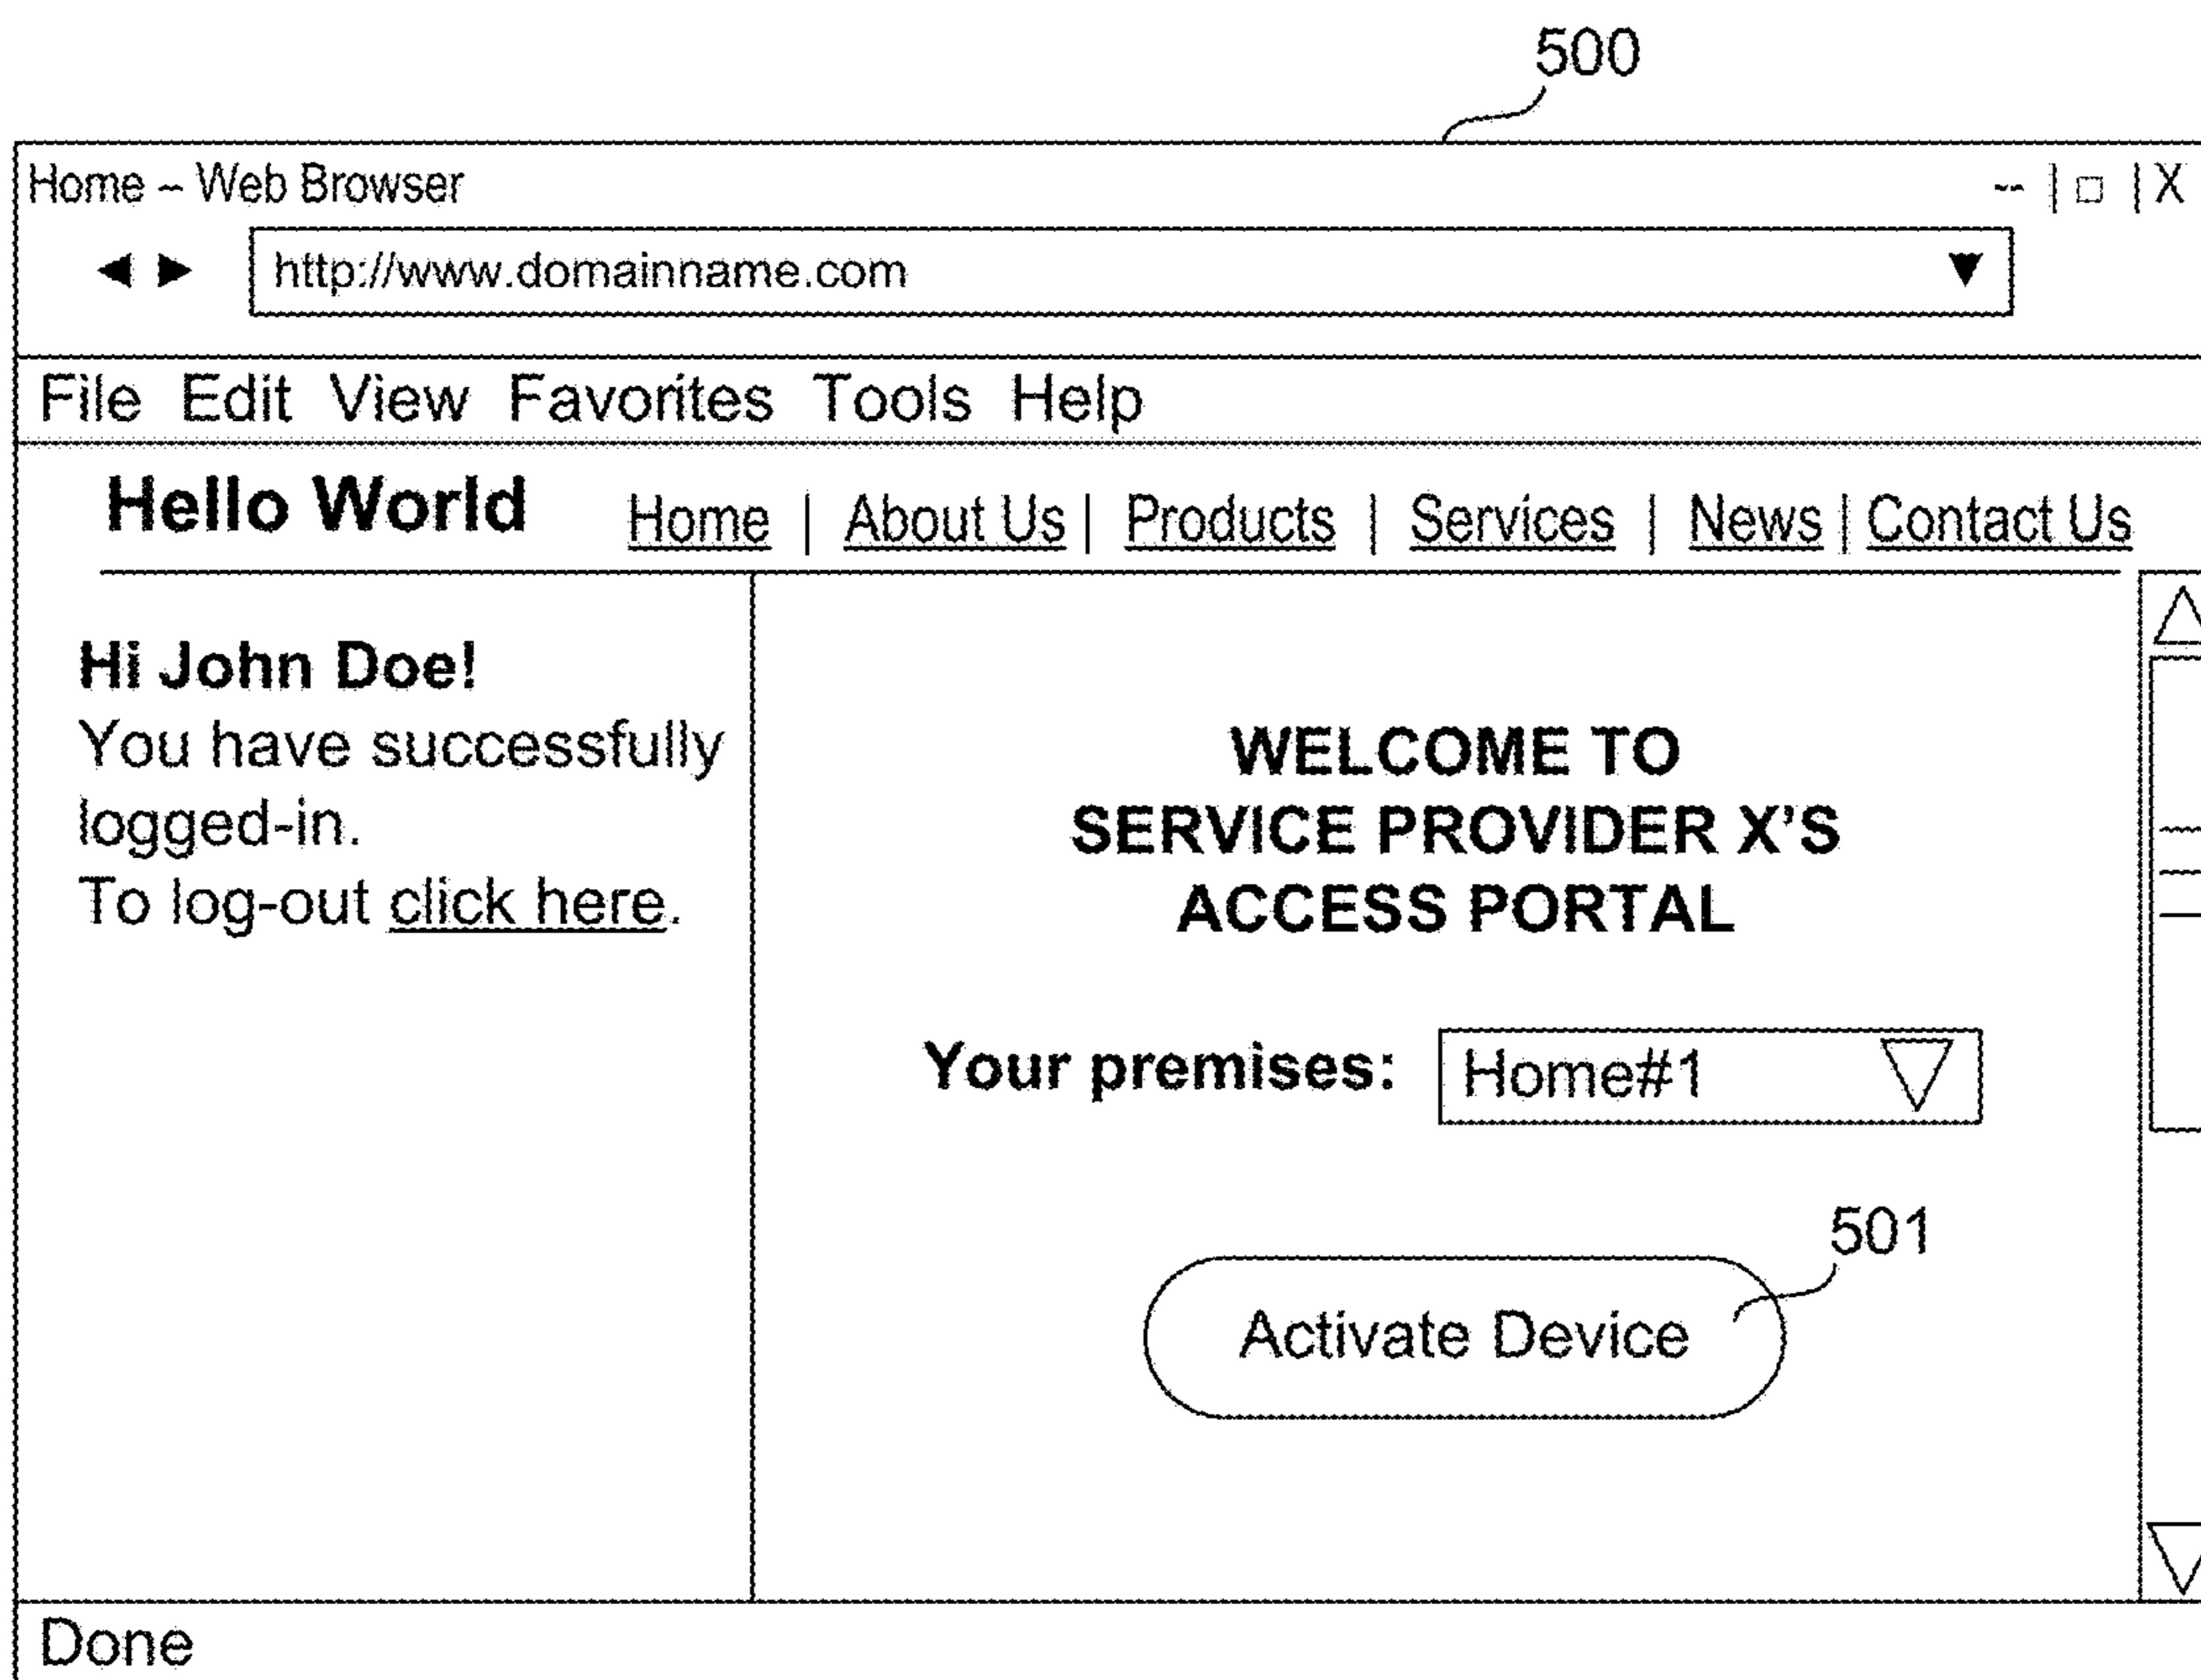 500
Home – Web Browser -- | □ | X
http://www.domainname.com
File Edit View Favorites Tools Help
Hello World Home | About Us | Products | Services | News | Contact Us
Hi John Doe!
You have successfully
logged-in.
To log-out click here.
WELCOME TO
SERVICE PROVIDER X'S
ACCESS PORTAL
Your premises: Home#1
501
Activate Device
Done